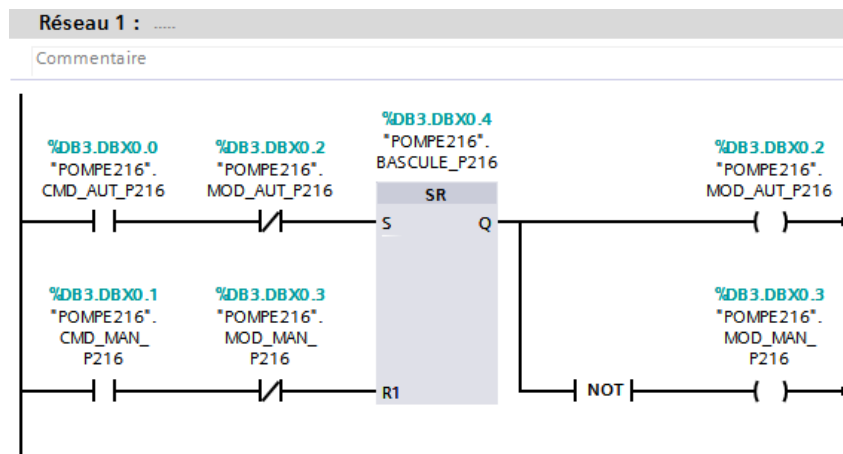 Réseau 1 : .....
Commentaire
%DB3.DBX0.0
"POMPE216".
CMD_AUT_P216
%DB3.DBX0.2
"POMPE216".
MOD_AUT_P216
%DB3.DBX0.4
"POMPE216".
BASCULE_P216
SR
S
Q
%DB3.DBX0.2
"POMPE216".
MOD_AUT_P216
%DB3.DBX0.1
"POMPE216".
CMD_MAN_
P216
%DB3.DBX0.3
"POMPE216".
MOD_MAN_
P216
R1
NOT
%DB3.DBX0.3
"POMPE216".
MOD_MAN_
P216